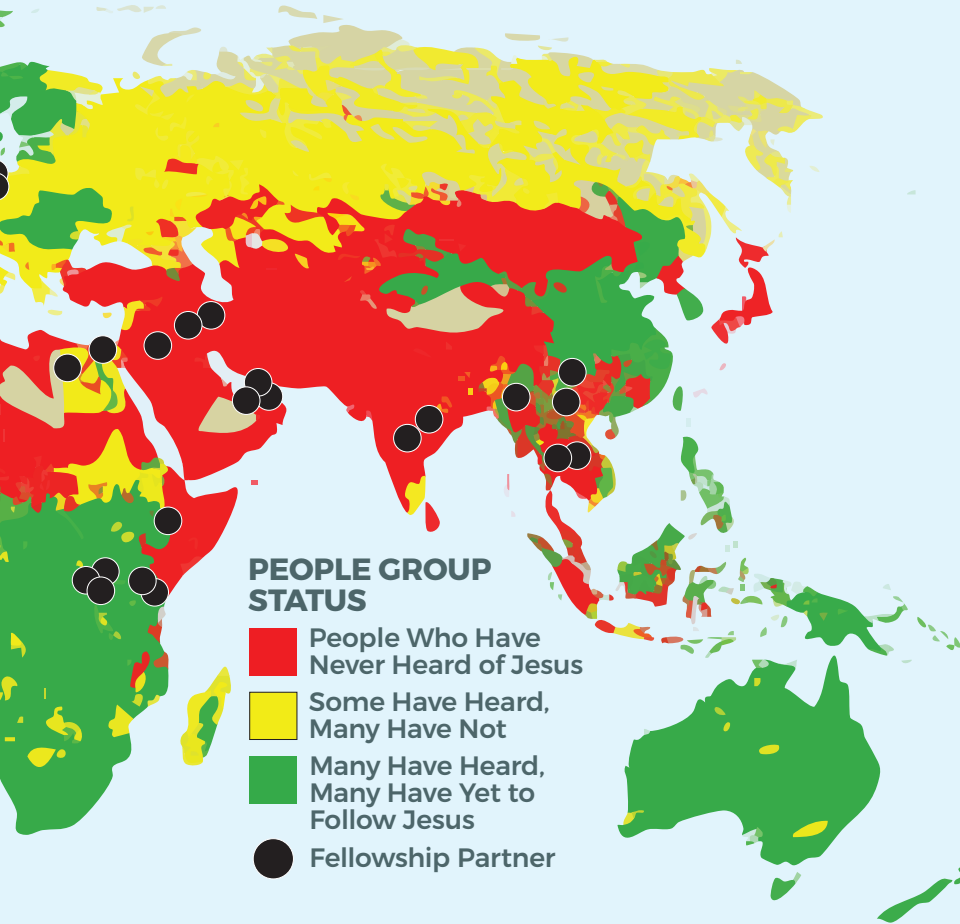 PEOPLE GROUP
STATUS
People Who Have
Never Heard of Jesus
Some Have Heard,
Many Have Not
Many Have Heard,
Many Have Yet to
Follow Jesus
Fellowship Partner